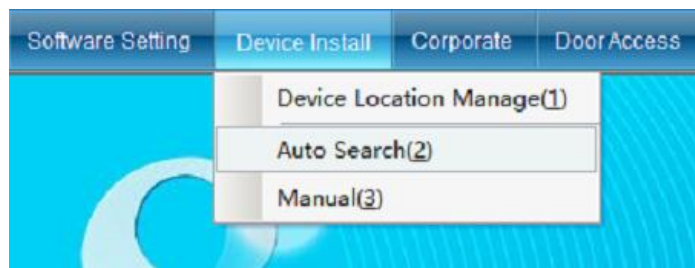 Software Setting Device Install Corporate Door Access
Device Location Manage(1)
Auto Search(2)
Manual(3)